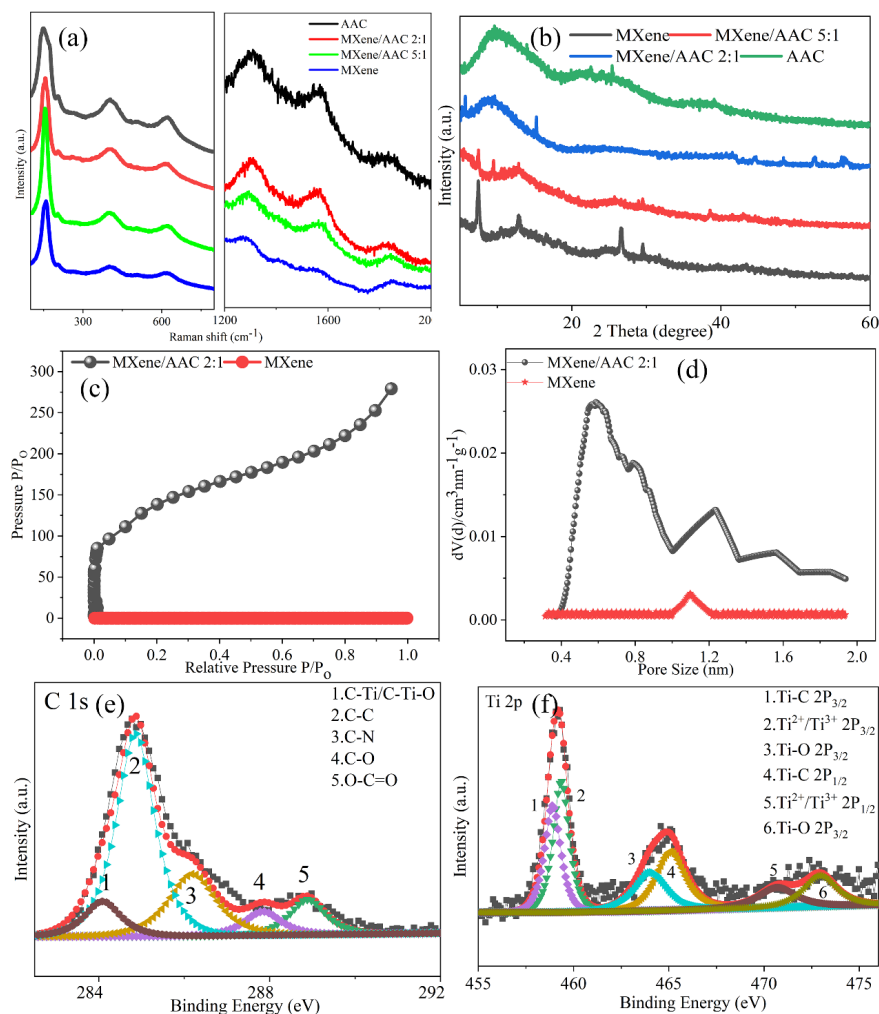 (a)
AAC
MXene/AAC 2:1
MXene/AAC 5:1
MXene
Intensity (a.u.)
300 600
1200 1600 20
Raman shift (cm-1)
(b)
MXene MXene/AAC 5:1
MXene/AAC 2:1 AAC
Intensity (a.u.)
20 40 60
2 Theta (degree)
MXene/AAC 2:1 MXene
(c)
Pressure P/PO
300
250
200
150
100
50
0
0.0 0.2 0.4 0.6 0.8 1.0
Relative Pressure P/Po
MXene/AAC 2:1
MXene
(d)
dV(d)/cm3nm-1g-1)
0.03
0.02
0.01
0.00
0.4 0.8 1.2 1.6 2.0
Pore Size (nm)
C 1s (e)
1.C-Ti/C-Ti-O
2.C-C
3.C-N
4.C-O
5.O-C=O
1 2 3 4 5
Intensity (a.u.)
284 288 292
Binding Energy (eV)
Ti 2p (f)
1.Ti-C 2P3/2
2.Ti2+/Ti3+ 2P3/2
3.Ti-O 2P3/2
4.Ti-C 2P1/2
5.Ti2+/Ti3+ 2P1/2
6.Ti-O 2P3/2
1 2 3 4 5 6
Intensity (a.u.)
455 460 465 470 475
Binding Energy (eV)